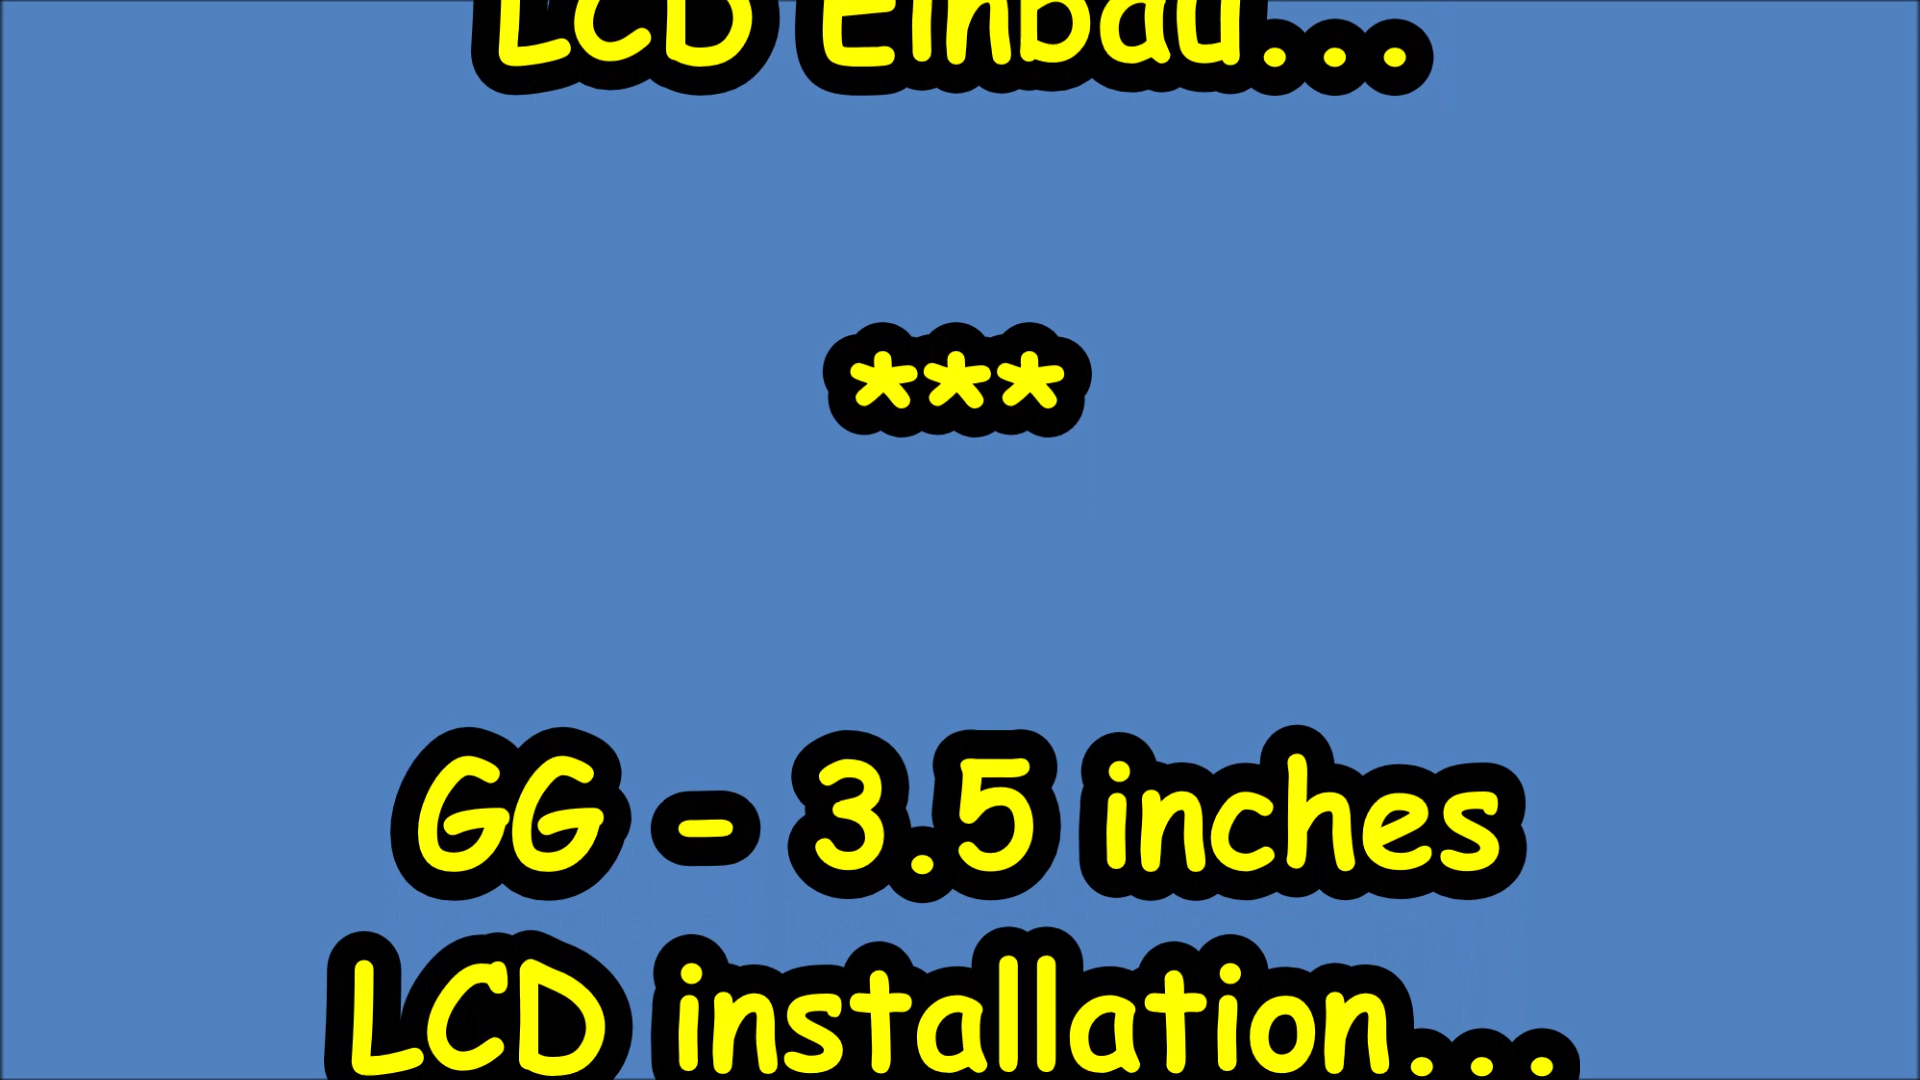 LCD Einbau...
***
GG - 3.5 inches
LCD installation...